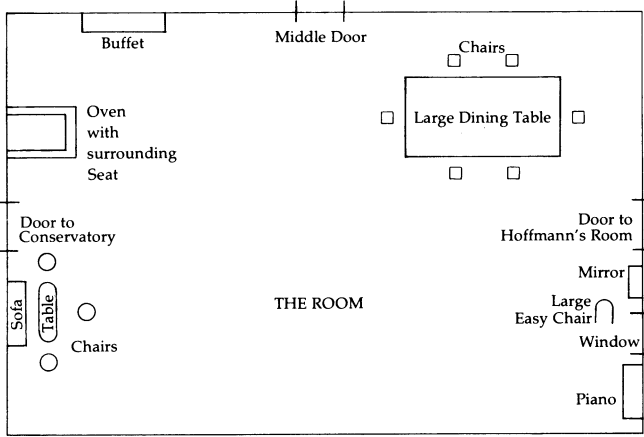 Buffet
Middle Door
Chairs
Large Dining Table
Oven
with
surrounding
Seat
Door to
Conservatory
Door to
Hoffmann's Room
Mirror
Sofa
Table
Chairs
THE ROOM
Large
Easy Chair
Window
Piano